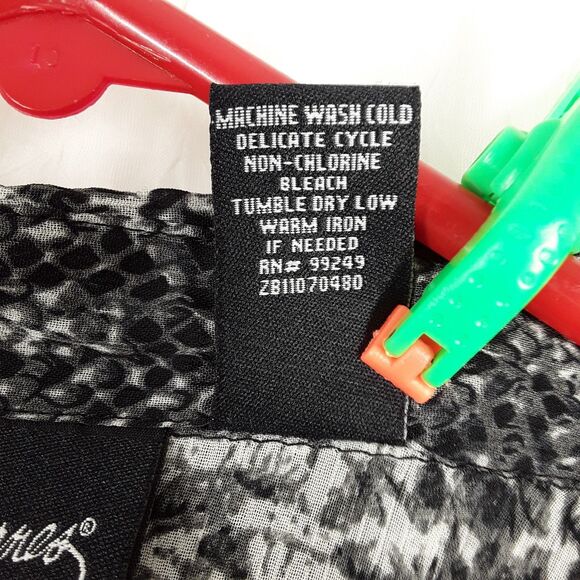 MACHINE WASH COLD
DELICATE CYCLE
NON-CHLORINE
BLEACH
TUMBLE DRY LOW
WARM IRON
IF NEEDED
RN# 99249
ZB11070480